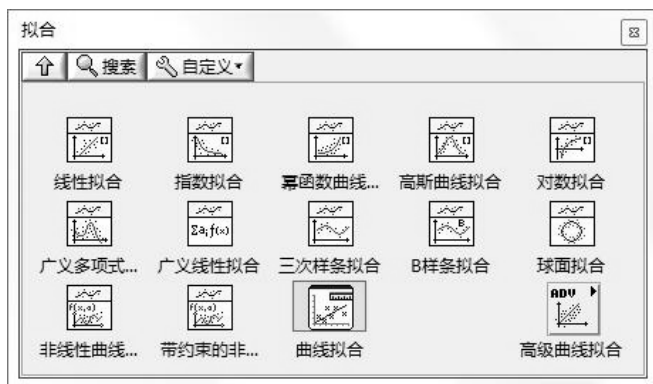 拟合
搜索 自定义
线性拟合 指数拟合 幂函数曲线... 高斯曲线拟合 对数拟合
Σaᵢf(x)
广义多项式... 广义线性拟合 三次样条拟合 B样条拟合 球面拟合
f(x,a) f(x,a) ADV
非线性曲线... 带约束的非... 曲线拟合 高级曲线拟合